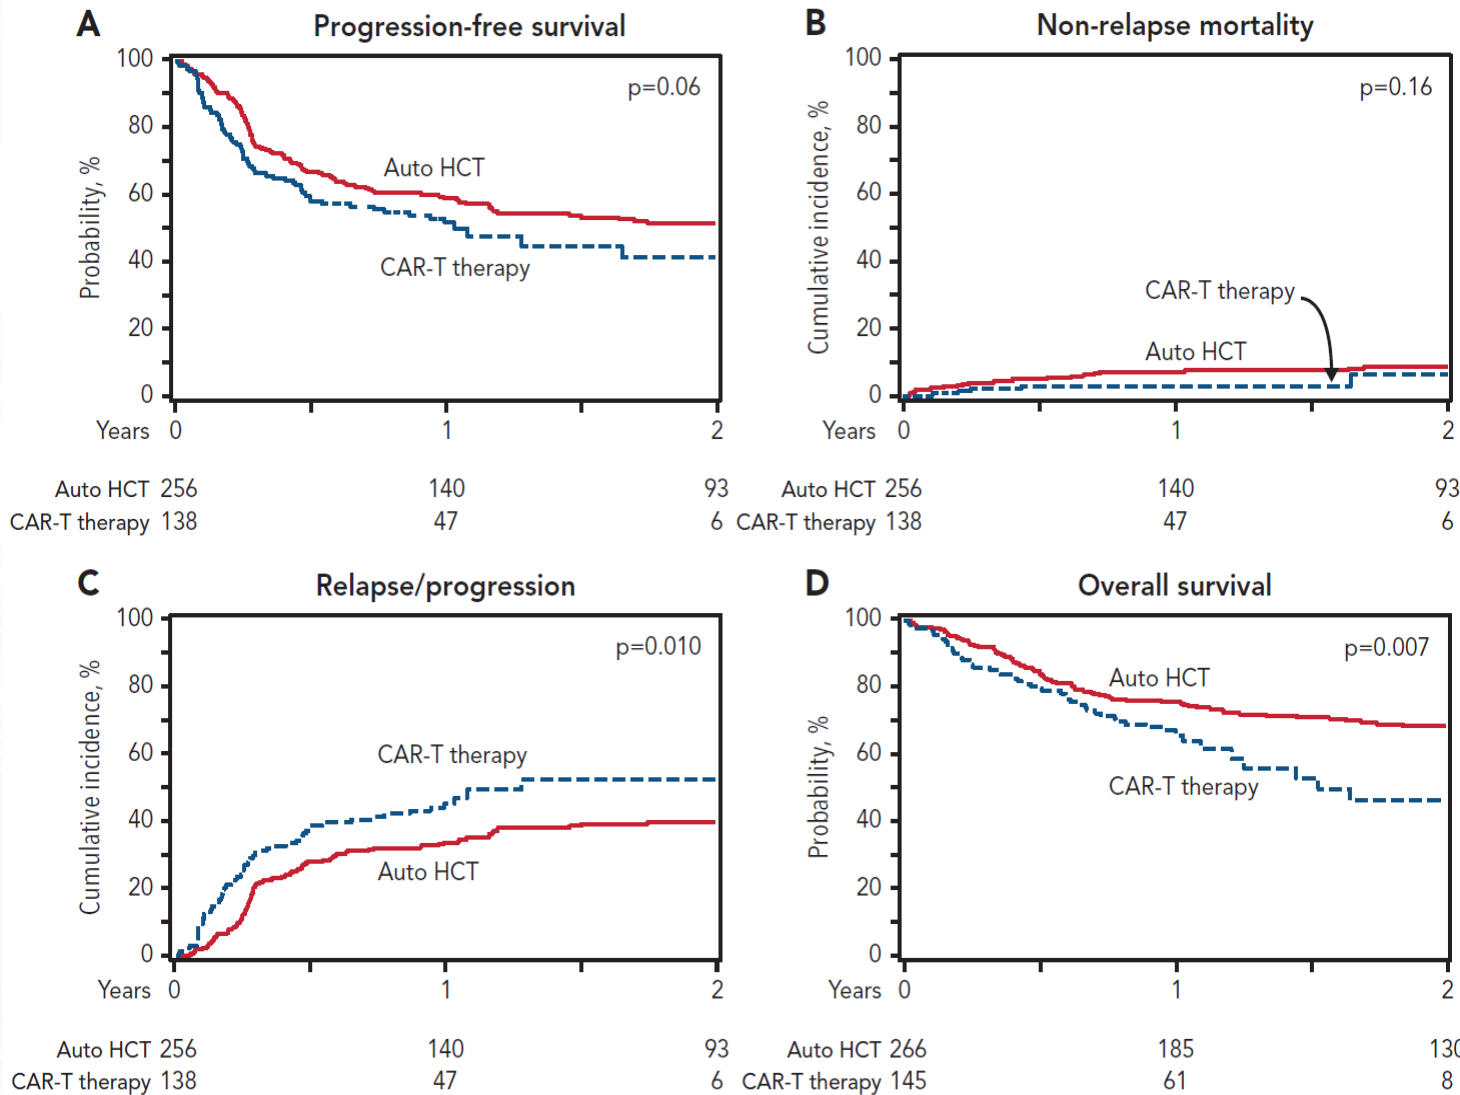 A Progression-free survival
100
80
60
40
20
0
Probability, %
p=0.06
Auto HCT
CAR-T therapy
Years 0 1 2
Auto HCT 256 140 93
CAR-T therapy 138 47 6
B Non-relapse mortality
100
80
60
40
20
0
Cumulative incidence, %
p=0.16
CAR-T therapy
Auto HCT
Years 0 1 2
Auto HCT 256 140 93
CAR-T therapy 138 47 6
C Relapse/progression
100
80
60
40
20
0
Cumulative incidence, %
p=0.010
CAR-T therapy
Auto HCT
Years 0 1 2
Auto HCT 256 140 93
CAR-T therapy 138 47 6
D Overall survival
100
80
60
40
20
0
Probability, %
p=0.007
Auto HCT
CAR-T therapy
Years 0 1 2
Auto HCT 266 185 130
CAR-T therapy 145 61 8